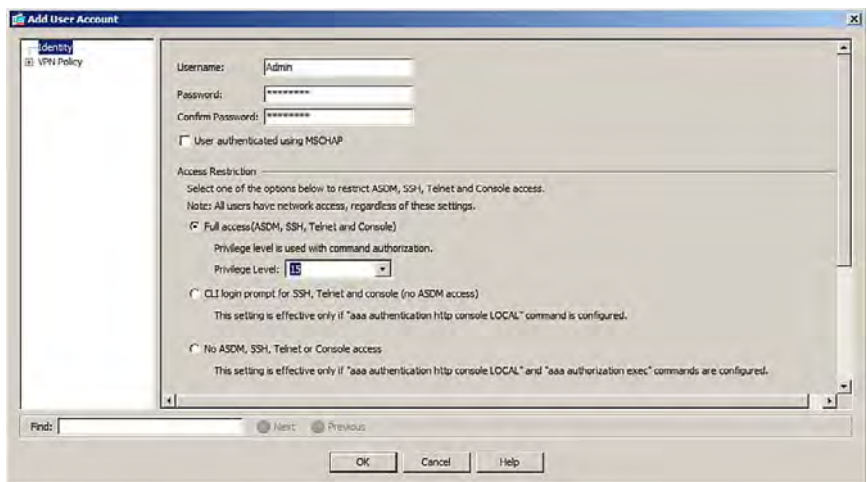 Add User Account
Identity
VPN Policy
Username: Admin
Password: ********
Confirm Password: ********
User authenticated using MSCHAP
Access Restriction
Select one of the options below to restrict ASDM, SSH, Telnet and Console access.
Note: All users have network access, regardless of these settings.
Full access(ASDM, SSH, Telnet and Console)
Privilege level is used with command authorization.
Privilege Level: 15
CLI login prompt for SSH, Telnet and console (no ASDM access)
This setting is effective only if "aaa authentication http console LOCAL" command is configured.
No ASDM, SSH, Telnet or Console access
This setting is effective only if "aaa authentication http console LOCAL" and "aaa authorization exec" commands are configured.
Find: Next Previous
OK Cancel Help